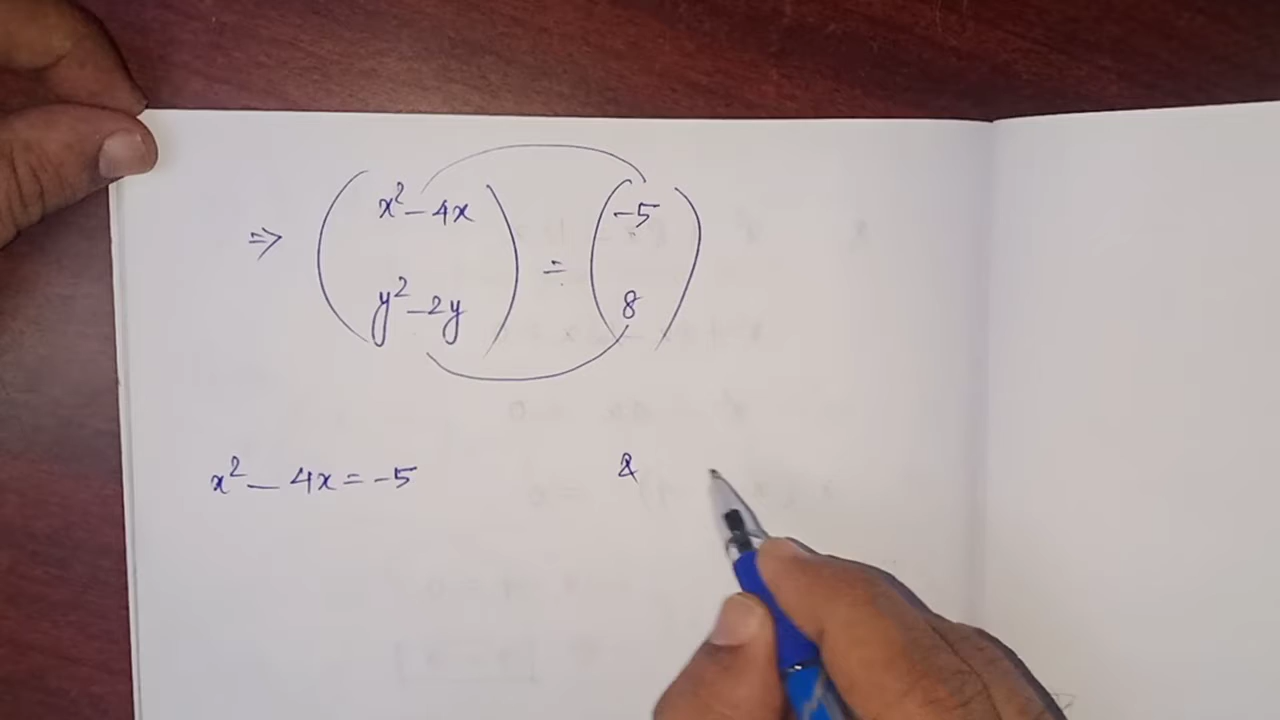 ⇒ ( x² - 4x ) = ( -5 )
( y² - 2y ) ( 8 )
x² - 4x = -5 &